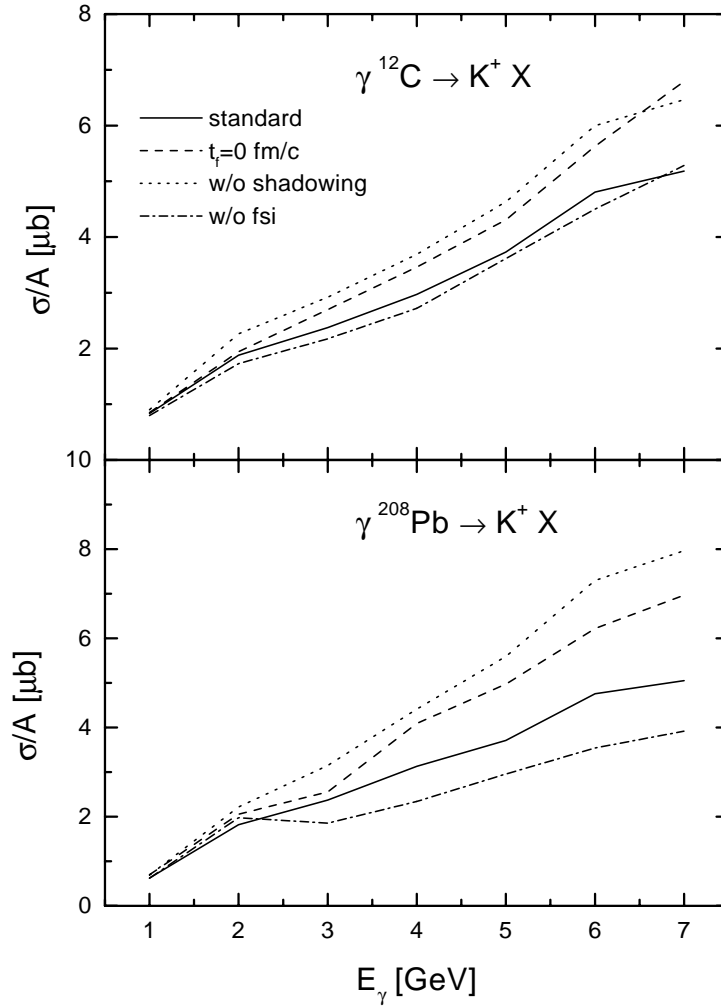 8
γ ¹²C → K⁺ X
standard
t_f=0 fm/c
w/o shadowing
w/o fsi
6
4
2
σ/A [μb]
10
γ ²⁰⁸Pb → K⁺ X
8
6
4
2
0
σ/A [μb]
1 2 3 4 5 6 7
E_γ [GeV]